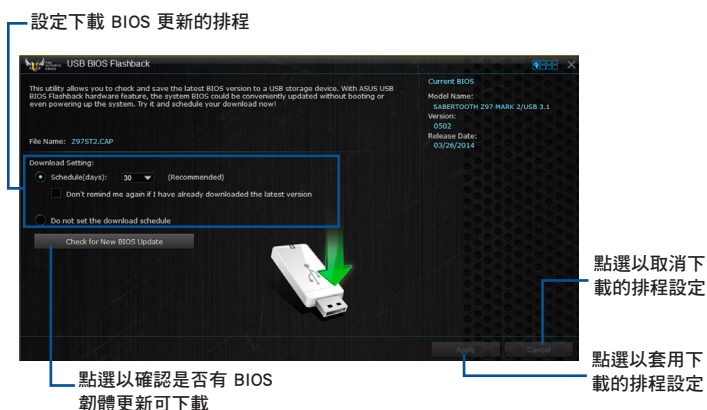 設定下載 BIOS 更新的排程
THE ULTIMATE FORCE
USB BIOS Flashback
This utility allows you to check and save the latest BIOS version to a USB storage device. With ASUS USB
BIOS Flashback hardware feature, the system BIOS could be conveniently updated without booting or
even powering up the system. Try it and schedule your download now!
File Name: Z97ST2.CAP
Download Setting:
Schedule(days): 30 (Recommended)
Don't remind me again if I have already downloaded the latest version
Do not set the download schedule
Check for New BIOS Update
Current BIOS
Model Name:
SABERTOOTH Z97 MARK 2/USB 3.1
Version:
0502
Release Date:
03/26/2014
Apply
Cancel
點選以取消下
載的排程設定
點選以套用下
載的排程設定
點選以確認是否有 BIOS
韌體更新可下載